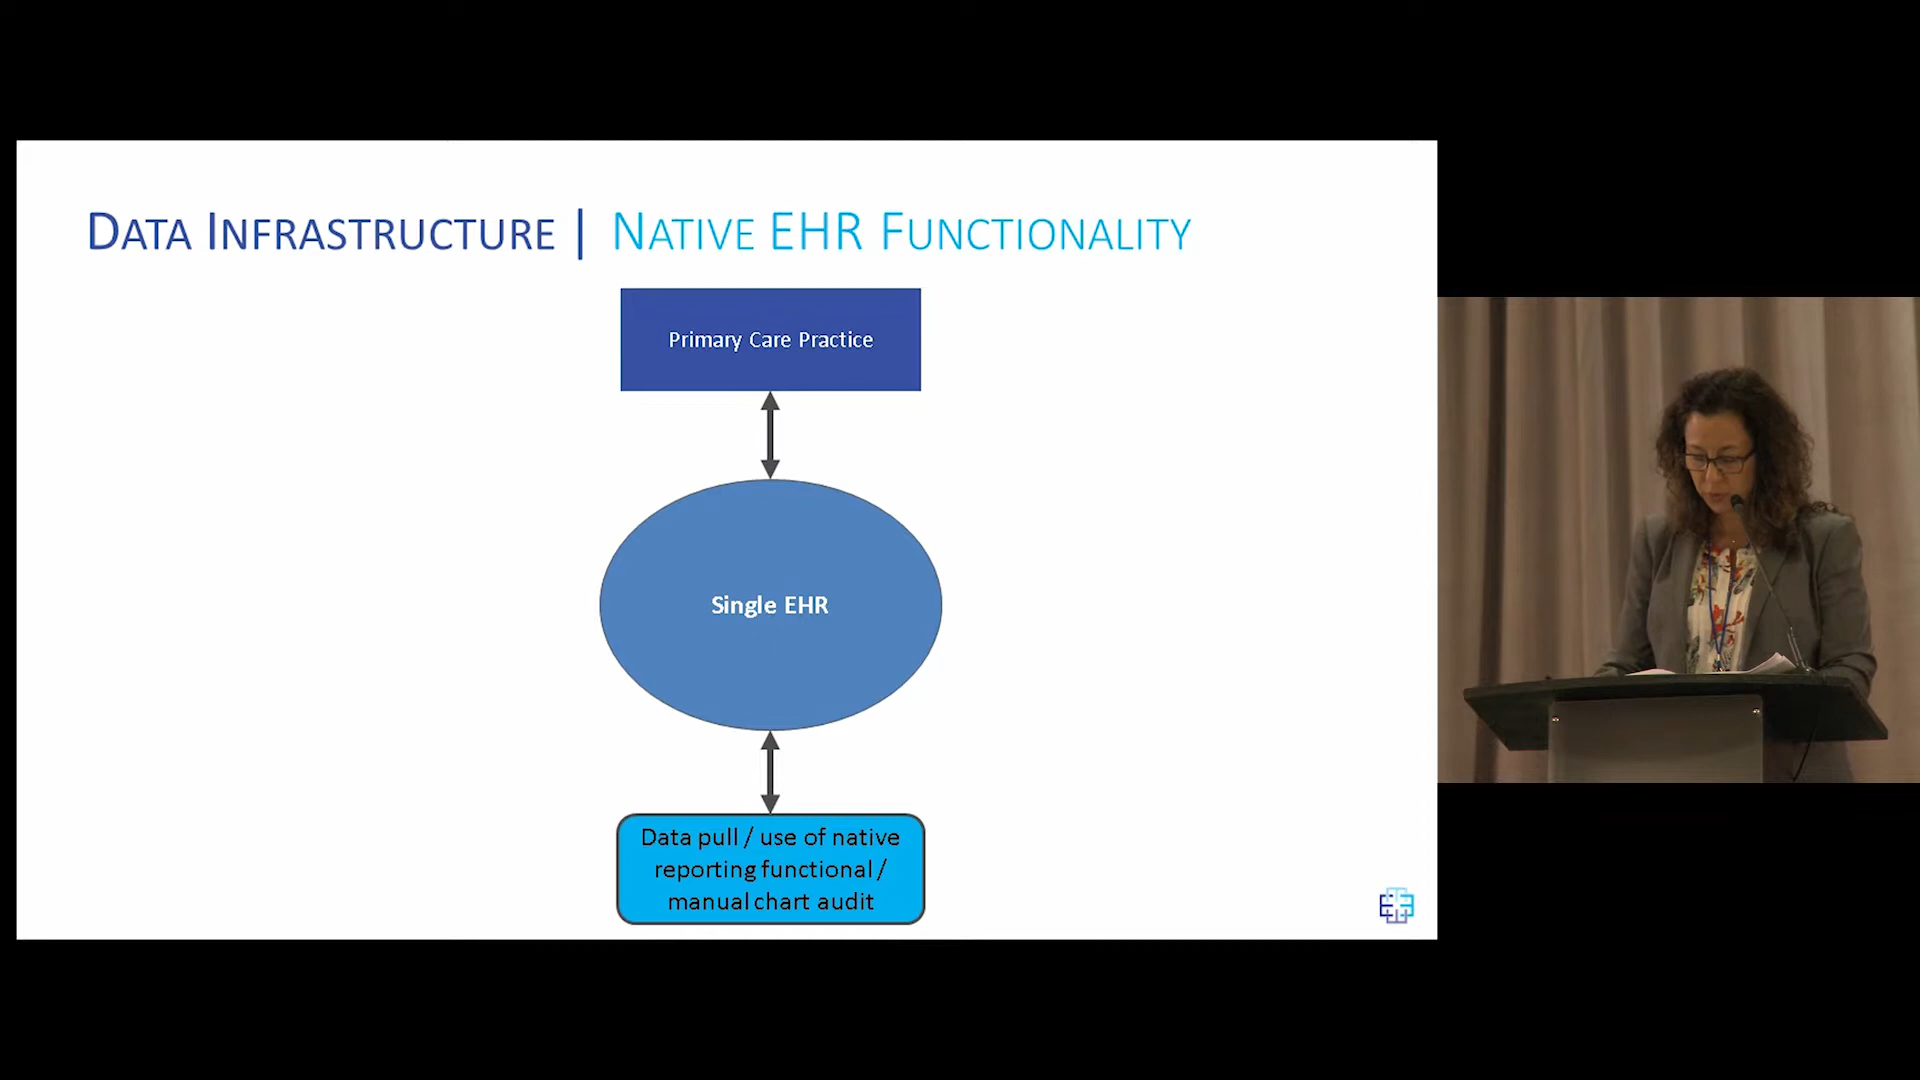 DATA INFRASTRUCTURE | NATIVE EHR FUNCTIONALITY
Primary Care Practice
Single EHR
Data pull / use of native
reporting functional /
manual chart audit